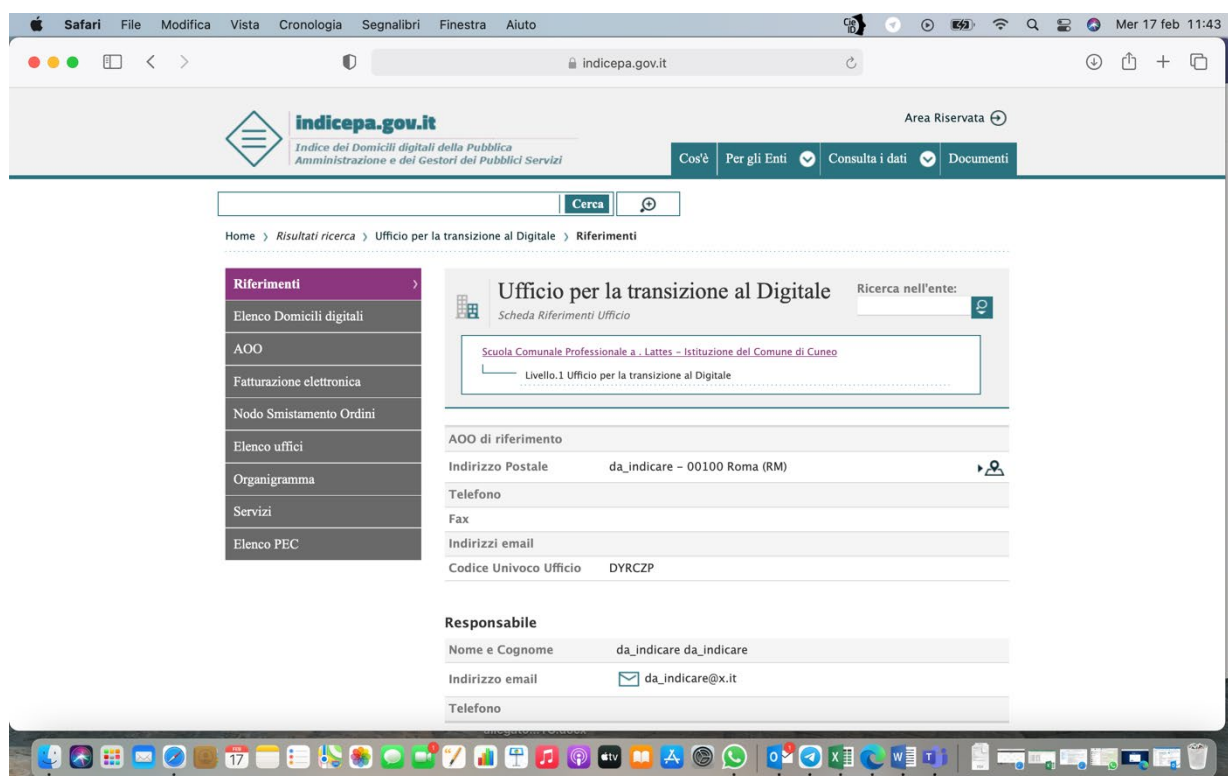 Safari File Modifica Vista Cronologia Segnalibri Finestra Aiuto Mer 17 feb 11:43
indicepa.gov.it
Area Riservata
indicepa.gov.it
Indice dei Domicili digitali della Pubblica
Amministrazione e dei Gestori dei Pubblici Servizi
Cos'è Per gli Enti Consulta i dati Documenti
Cerca
Home > Risultati ricerca > Ufficio per la transizione al Digitale > Riferimenti
Riferimenti
Elenco Domicili digitali
AOO
Fatturazione elettronica
Nodo Smistamento Ordini
Elenco uffici
Organigramma
Servizi
Elenco PEC
Ufficio per la transizione al Digitale
Scheda Riferimenti Ufficio
Ricerca nell'ente:
Scuola Comunale Professionale a . Lattes – Istituzione del Comune di Cuneo
Livello.1 Ufficio per la transizione al Digitale
AOO di riferimento
Indirizzo Postale da_indicare – 00100 Roma (RM)
Telefono
Fax
Indirizzi email
Codice Univoco Ufficio DYRCZP
Responsabile
Nome e Cognome da_indicare da_indicare
Indirizzo email da_indicare@x.it
Telefono
FEB
17
tv